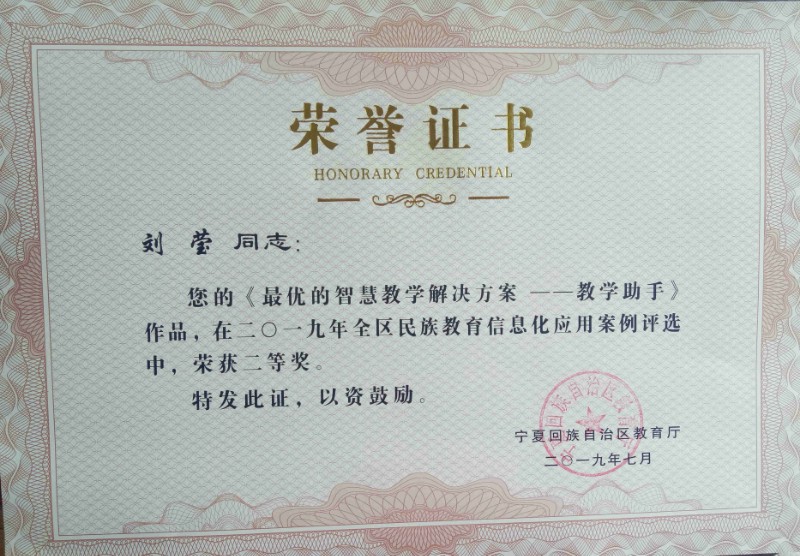 荣誉证书
HONORARY CREDENTIAL
刘 莹 同志：
您的《最优的智慧教学解决方案 ——教学助手》
作品，在二〇一九年全区民族教育信息化应用案例评选
中，荣获二等奖。
特发此证，以资鼓励。
宁夏回族自治区教育厅
二〇一九年七月